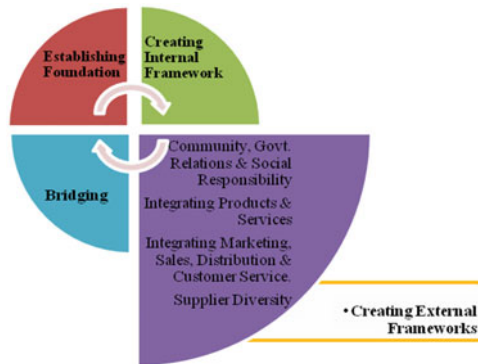 Establishing
Foundation
Creating
Internal
Framework
Bridging
Community, Govt.
Relations & Social
Responsibility
Integrating Products &
Services
Integrating Marketing,
Sales, Distribution &
Customer Service.
Supplier Diversity
• Creating External
Frameworks